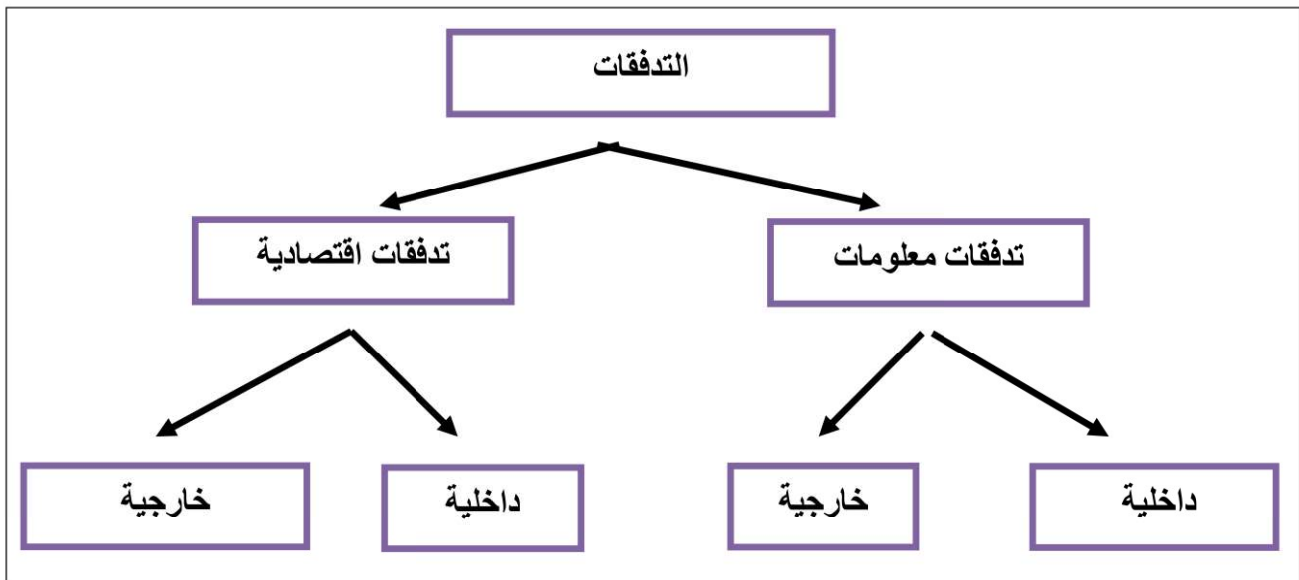 التدفقات
تدفقات معلومات
تدفقات اقتصادية
داخلية
خارجية
داخلية
خارجية